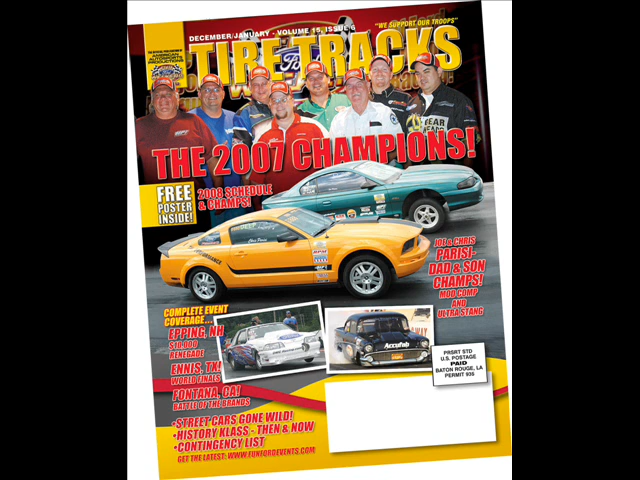 DECEMBER/JANUARY - VOLUME 15, ISSUE 6
"WE SUPPORT OUR TROOPS"
TIRE TRACKS
Ford
THE 2007 CHAMPIONS!
FREE
POSTER
INSIDE!
2008 SCHEDULE
& CHAMPS!
JOE & CHRIS
PARISI-
DAD & SON
CHAMPS!
MOD COMP
AND
ULTRA STANG
COMPLETE EVENT
COVERAGE...
EPPING, NH
$10,000
RENEGADE
ENNIS, TX!
WORLD FINALS
FONTANA, CA!
BATTLE OF THE BRANDS
Accufab
PRSRT STD
U.S. POSTAGE
PAID
BATON ROUGE, LA
PERMIT 936
•STREET CARS GONE WILD!
•HISTORY KLASS - THEN & NOW
•CONTINGENCY LIST
GET THE LATEST: WWW.FUNFORDEVENTS.COM